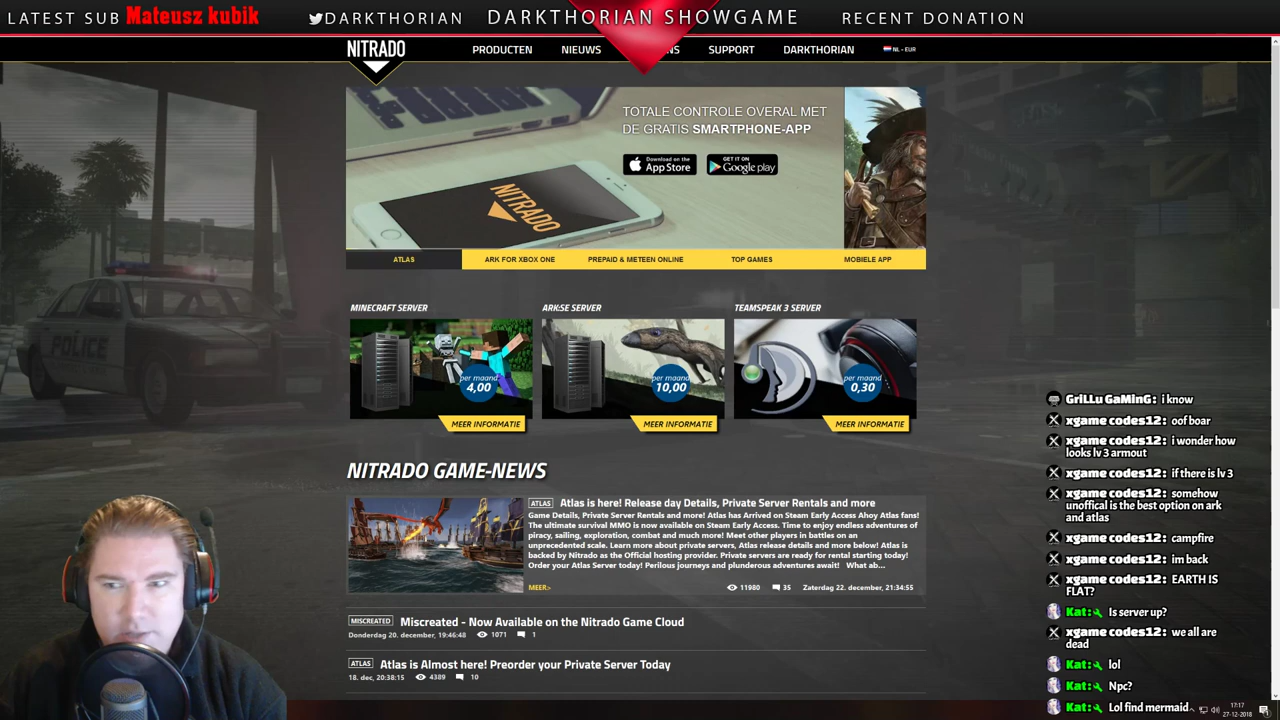 LATEST SUB Mateusz kubik
DARKTHORIAN
DARKTHORIAN SHOWGAME
RECENT DONATION
NITRADO
PRODUCTEN
NIEUWS
SUPPORT
DARKTHORIAN
NL - EUR
TOTALE CONTROLE OVERAL MET
DE GRATIS SMARTPHONE-APP
Download on the
App Store
GET IT ON
Google play
NITRADO
ATLAS
ARK FOR XBOX ONE
PREPAID & METEEN ONLINE
TOP GAMES
MOBIELE APP
MINECRAFT SERVER
ARK:SE SERVER
TEAMSPEAK 3 SERVER
POLICE
per maand
4,00
per maand
10,00
per maand
0,30
MEER INFORMATIE
MEER INFORMATIE
MEER INFORMATIE
NITRADO GAME-NEWS
ATLAS Atlas is here! Release day Details, Private Server Rentals and more
Game Details, Private Server Rentals and more! Atlas has Arrived on Steam Early Access Ahoy Atlas fans!
The ultimate survival MMO is now available on Steam Early Access. Time to enjoy endless adventures of
piracy, sailing, exploration, combat and much more! Meet other players in battles on an
unprecedented scale. Learn more about private servers, Atlas release details and more below! Atlas is
backed by Nitrado as the Official hosting provider. Private servers are ready for rental starting today!
Order your Atlas Server today! Perilous journeys and plunderous adventures await! What ab...
MEER>
11980 35 Zaterdag 22. december, 21:34:55
MISCREATED Miscreated - Now Available on the Nitrado Game Cloud
Donderdag 20. december, 19:46:48 1071 1
ATLAS Atlas is Almost here! Preorder your Private Server Today
18. dec, 20:38:15 4389 10
GriLLu GaMinG: i know
xgame codes12: oof boar
xgame codes12: i wonder how
looks lv 3 armout
xgame codes12: if there is lv 3
xgame codes12: somehow
unoffical is the best option on ark
and atlas
xgame codes12: campfire
xgame codes12: im back
xgame codes12: EARTH IS
FLAT?
Kat: Is server up?
xgame codes12: we all are
dead
Kat: lol
Kat: Npc?
Kat: Lol find mermaid
17:17
27-12-2018